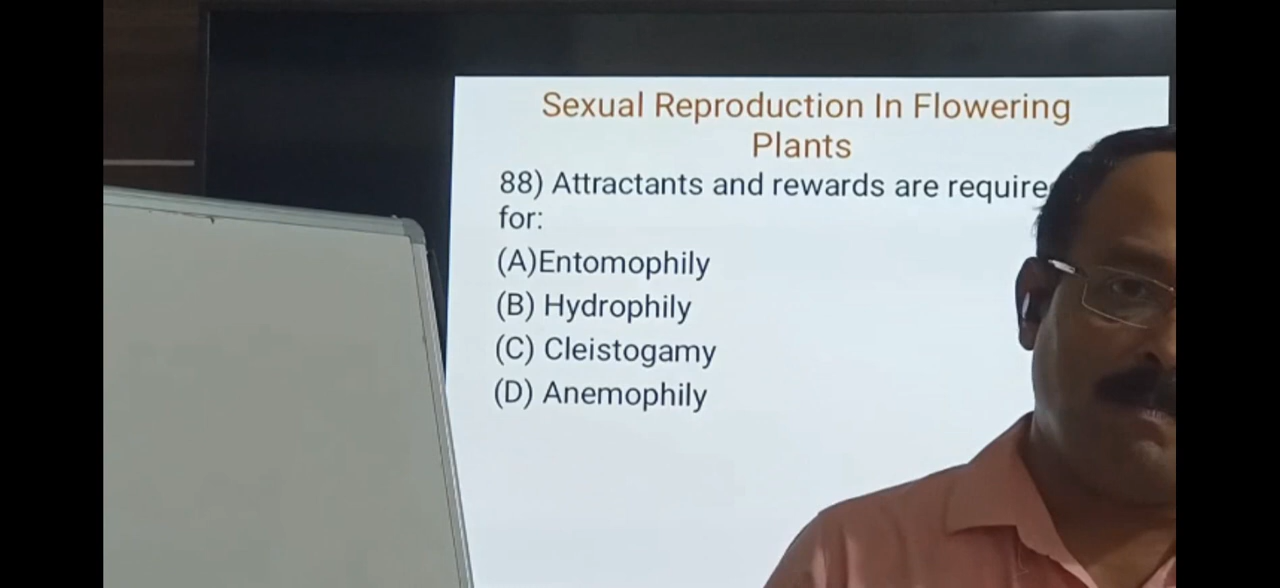 Sexual Reproduction In Flowering
Plants
88) Attractants and rewards are require
for:
(A)Entomophily
(B) Hydrophily
(C) Cleistogamy
(D) Anemophily